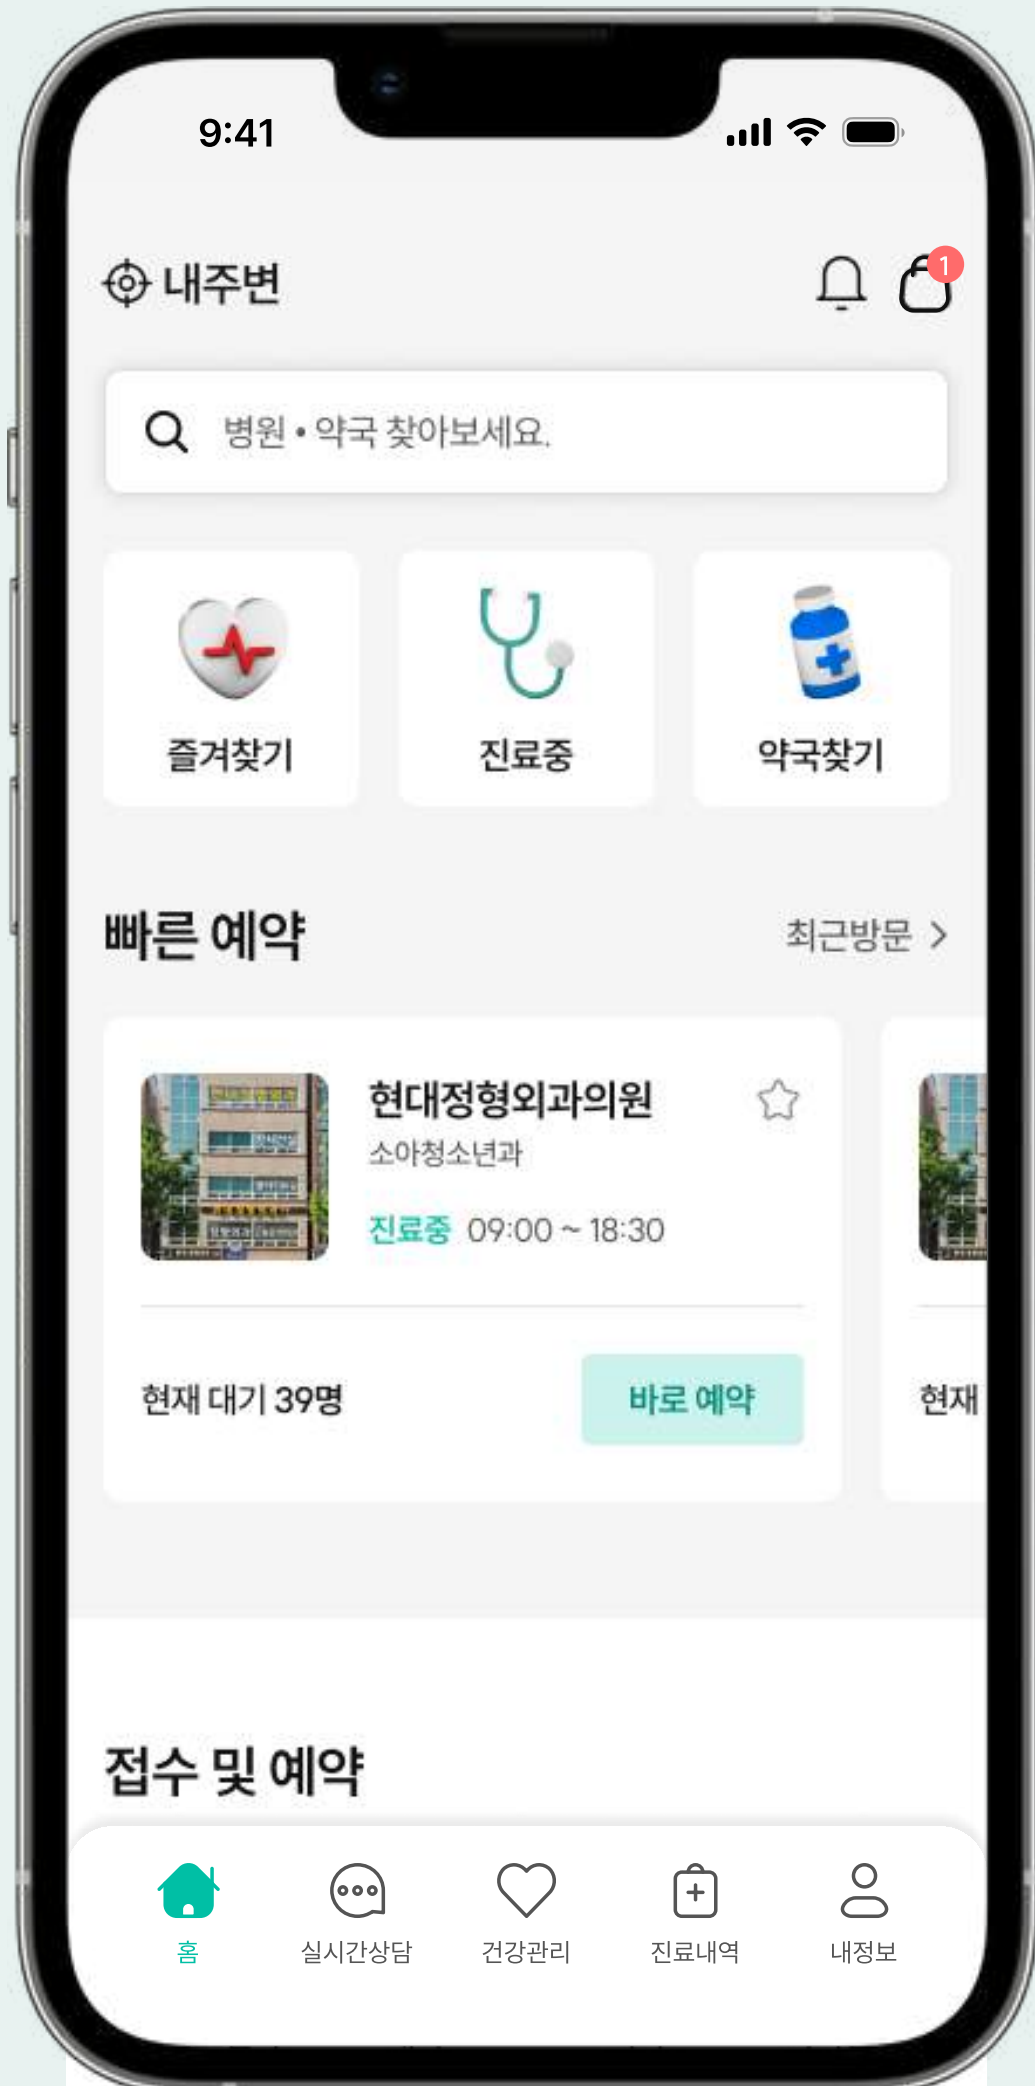 9:41
내주변
1
병원 • 약국 찾아보세요.
즐겨찾기
진료중
약국찾기
빠른 예약
최근방문
현대정형외과의원
소아청소년과
진료중 09:00 ~ 18:30
현재 대기 39명
바로 예약
현재
접수 및 예약
홈
실시간상담
건강관리
진료내역
내정보